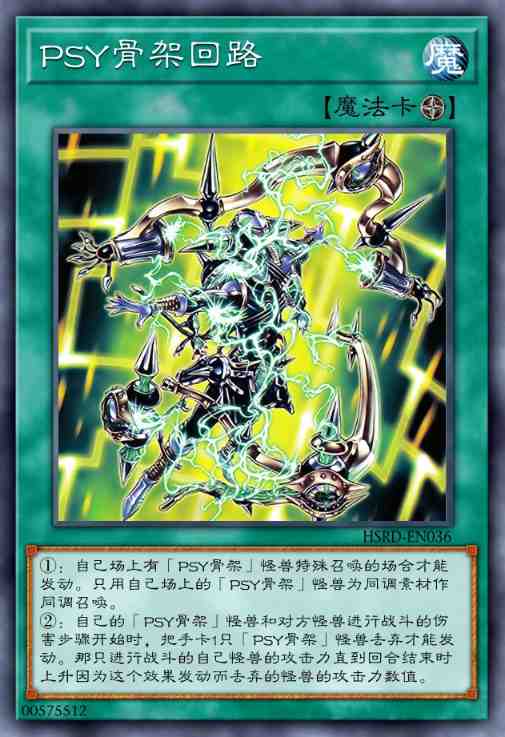 PSY骨架回路
魔
【魔法卡】
HSRD-EN036
①：自己场上有「PSY骨架」怪兽特殊召唤的场合才能
发动。只用自己场上的「PSY骨架」怪兽为同调素材作
同调召唤。
②：自己的「PSY骨架」怪兽和对方怪兽进行战斗的伤
害步骤开始时，把手卡1只「PSY骨架」怪兽丢弃才能发
动。那只进行战斗的自己怪兽的攻击力直到回合结束时
上升因为这个效果发动而丢弃的怪兽的攻击力数值。
00575512